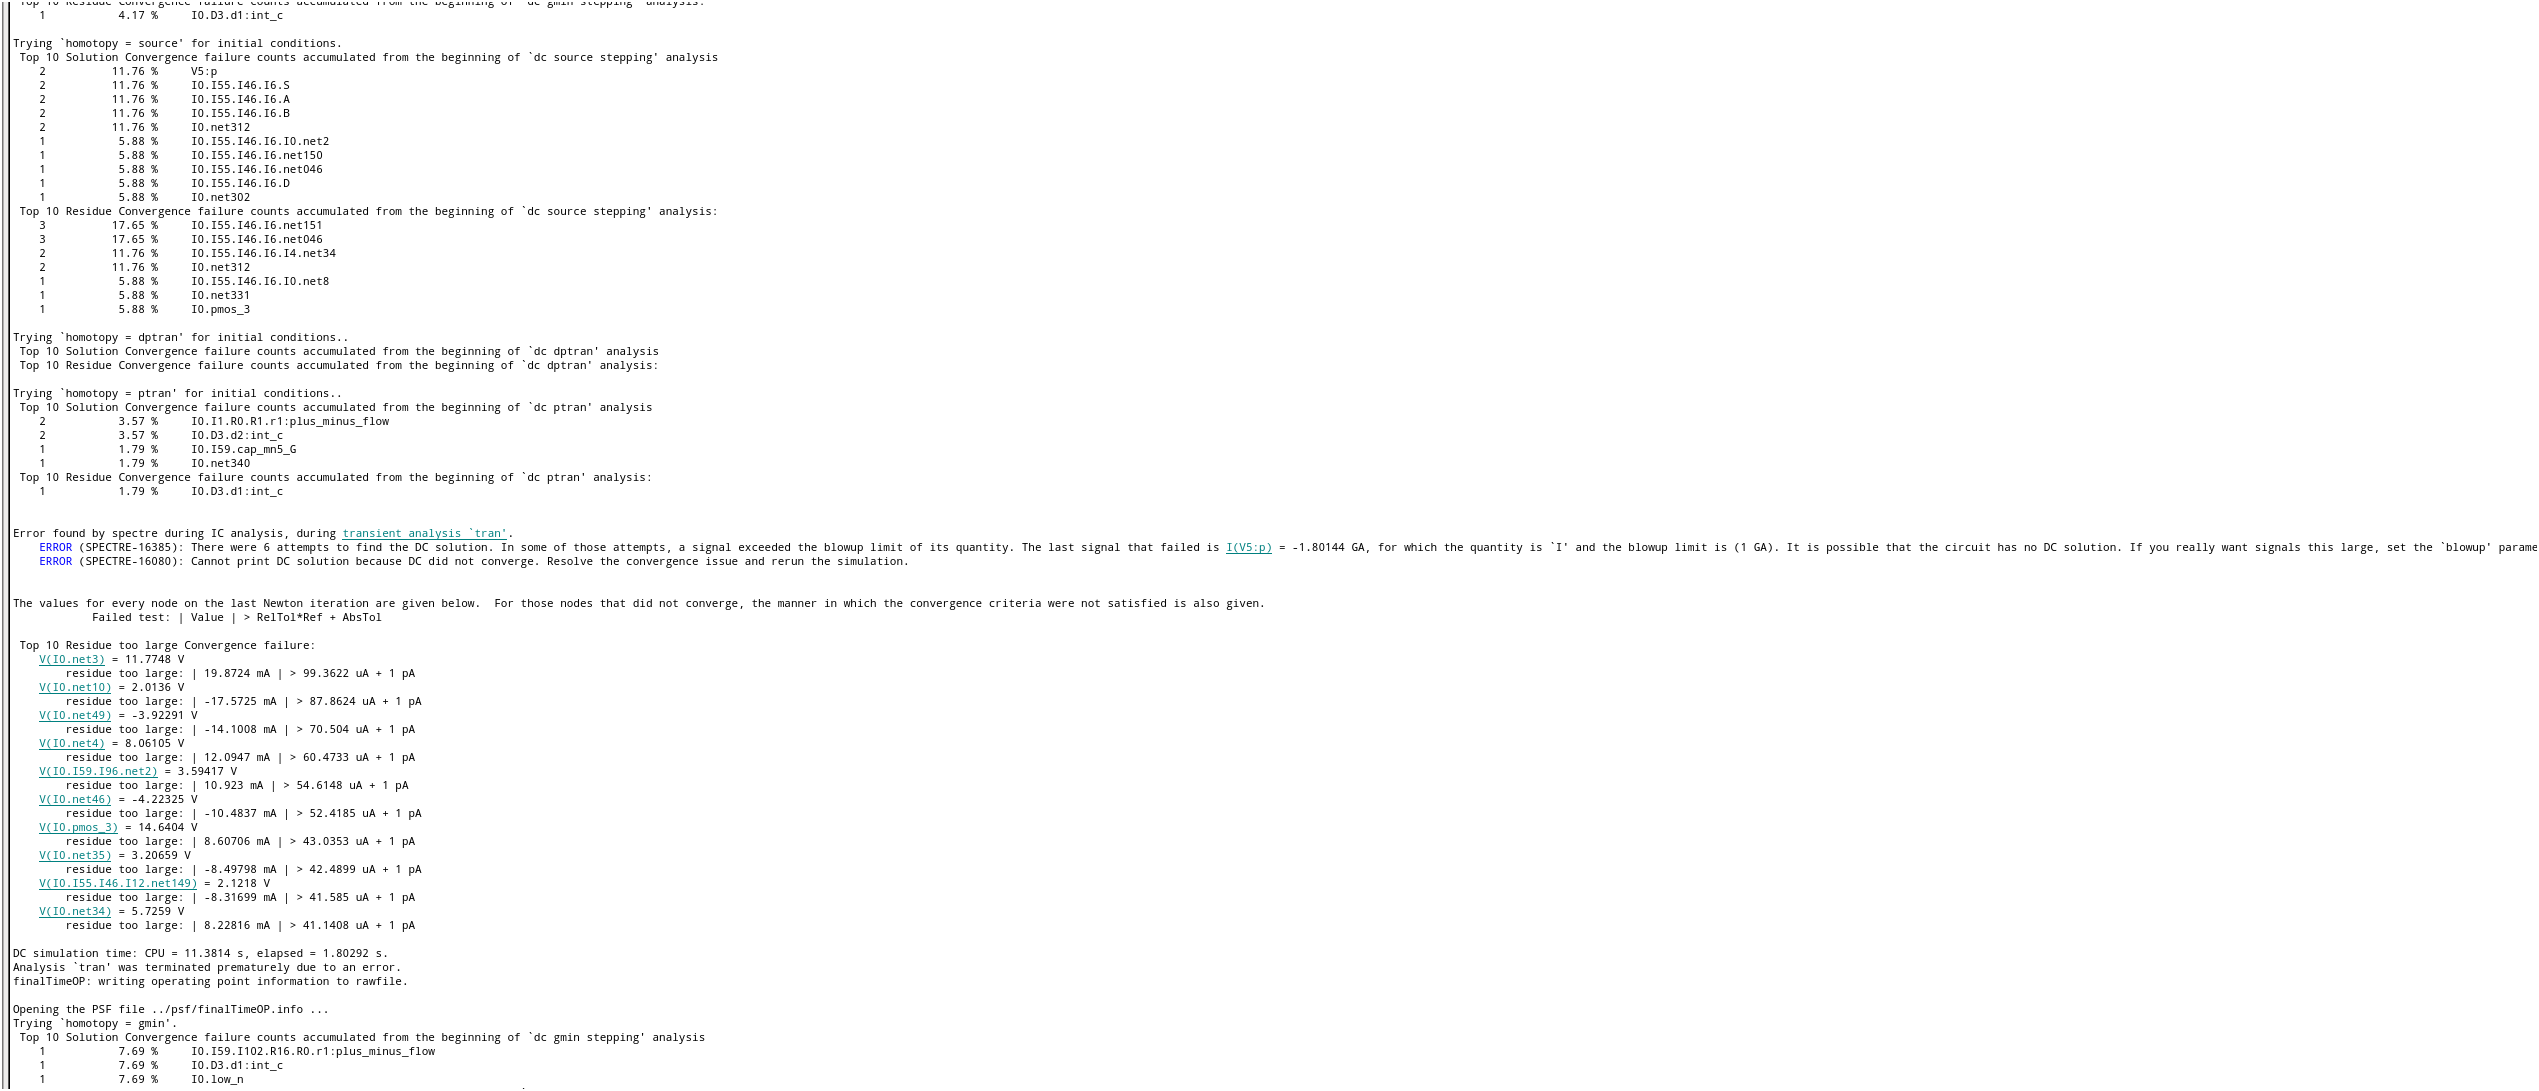 Top 10 Residue Convergence failure counts accumulated from the beginning of `dc gmin stepping' analysis:
1 4.17 % I0.D3.d1:int_c
Trying `homotopy = source' for initial conditions.
Top 10 Solution Convergence failure counts accumulated from the beginning of `dc source stepping' analysis
2 11.76 % V5:p
2 11.76 % I0.I55.I46.I6.S
2 11.76 % I0.I55.I46.I6.A
2 11.76 % I0.I55.I46.I6.B
2 11.76 % I0.net312
1 5.88 % I0.I55.I46.I6.I0.net2
1 5.88 % I0.I55.I46.I6.net150
1 5.88 % I0.I55.I46.I6.net046
1 5.88 % I0.I55.I46.I6.D
1 5.88 % I0.net302
Top 10 Residue Convergence failure counts accumulated from the beginning of `dc source stepping' analysis:
3 17.65 % I0.I55.I46.I6.net151
3 17.65 % I0.I55.I46.I6.net046
2 11.76 % I0.I55.I46.I6.I4.net34
2 11.76 % I0.net312
1 5.88 % I0.I55.I46.I6.I0.net8
1 5.88 % I0.net331
1 5.88 % I0.pmos_3
Trying `homotopy = dptran' for initial conditions..
Top 10 Solution Convergence failure counts accumulated from the beginning of `dc dptran' analysis
Top 10 Residue Convergence failure counts accumulated from the beginning of `dc dptran' analysis:
Trying `homotopy = ptran' for initial conditions..
Top 10 Solution Convergence failure counts accumulated from the beginning of `dc ptran' analysis
2 3.57 % I0.I1.R0.R1.r1:plus_minus_flow
2 3.57 % I0.D3.d2:int_c
1 1.79 % I0.I59.cap_mn5_G
1 1.79 % I0.net340
Top 10 Residue Convergence failure counts accumulated from the beginning of `dc ptran' analysis:
1 1.79 % I0.D3.d1:int_c
Error found by spectre during IC analysis, during transient analysis `tran'.
ERROR (SPECTRE-16385): There were 6 attempts to find the DC solution. In some of those attempts, a signal exceeded the blowup limit of its quantity. The last signal that failed is I(V5:p) = -1.80144 GA, for which the quantity is `I' and the blowup limit is (1 GA). It is possible that the circuit has no DC solution. If you really want signals this large, set the `blowup' parame
ERROR (SPECTRE-16080): Cannot print DC solution because DC did not converge. Resolve the convergence issue and rerun the simulation.
The values for every node on the last Newton iteration are given below.  For those nodes that did not converge, the manner in which the convergence criteria were not satisfied is also given.
Failed test: | Value | > RelTol*Ref + AbsTol
Top 10 Residue too large Convergence failure:
V(I0.net3) = 11.7748 V
residue too large: | 19.8724 mA | > 99.3622 uA + 1 pA
V(I0.net10) = 2.0136 V
residue too large: | -17.5725 mA | > 87.8624 uA + 1 pA
V(I0.net49) = -3.92291 V
residue too large: | -14.1008 mA | > 70.504 uA + 1 pA
V(I0.net4) = 8.06105 V
residue too large: | 12.0947 mA | > 60.4733 uA + 1 pA
V(I0.I59.I96.net2) = 3.59417 V
residue too large: | 10.923 mA | > 54.6148 uA + 1 pA
V(I0.net46) = -4.22325 V
residue too large: | -10.4837 mA | > 52.4185 uA + 1 pA
V(I0.pmos_3) = 14.6404 V
residue too large: | 8.60706 mA | > 43.0353 uA + 1 pA
V(I0.net35) = 3.20659 V
residue too large: | -8.49798 mA | > 42.4899 uA + 1 pA
V(I0.I55.I46.I12.net149) = 2.1218 V
residue too large: | -8.31699 mA | > 41.585 uA + 1 pA
V(I0.net34) = 5.7259 V
residue too large: | 8.22816 mA | > 41.1408 uA + 1 pA
DC simulation time: CPU = 11.3814 s, elapsed = 1.80292 s.
Analysis `tran' was terminated prematurely due to an error.
finalTimeOP: writing operating point information to rawfile.
Opening the PSF file ../psf/finalTimeOP.info ...
Trying `homotopy = gmin'.
Top 10 Solution Convergence failure counts accumulated from the beginning of `dc gmin stepping' analysis
1 7.69 % I0.I59.I102.R16.R0.r1:plus_minus_flow
1 7.69 % I0.D3.d1:int_c
1 7.69 % I0.low_n